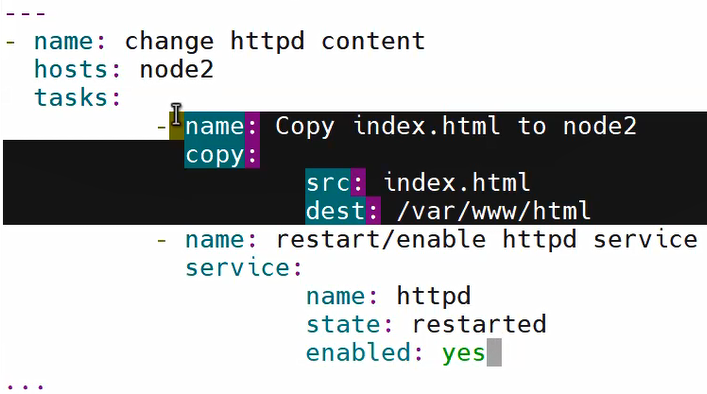 ---
- name: change httpd content
  hosts: node2
  tasks:
          - name: Copy index.html to node2
            copy:
                    src: index.html
                    dest: /var/www/html
          - name: restart/enable httpd service
            service:
                    name: httpd
                    state: restarted
                    enabled: yes
...